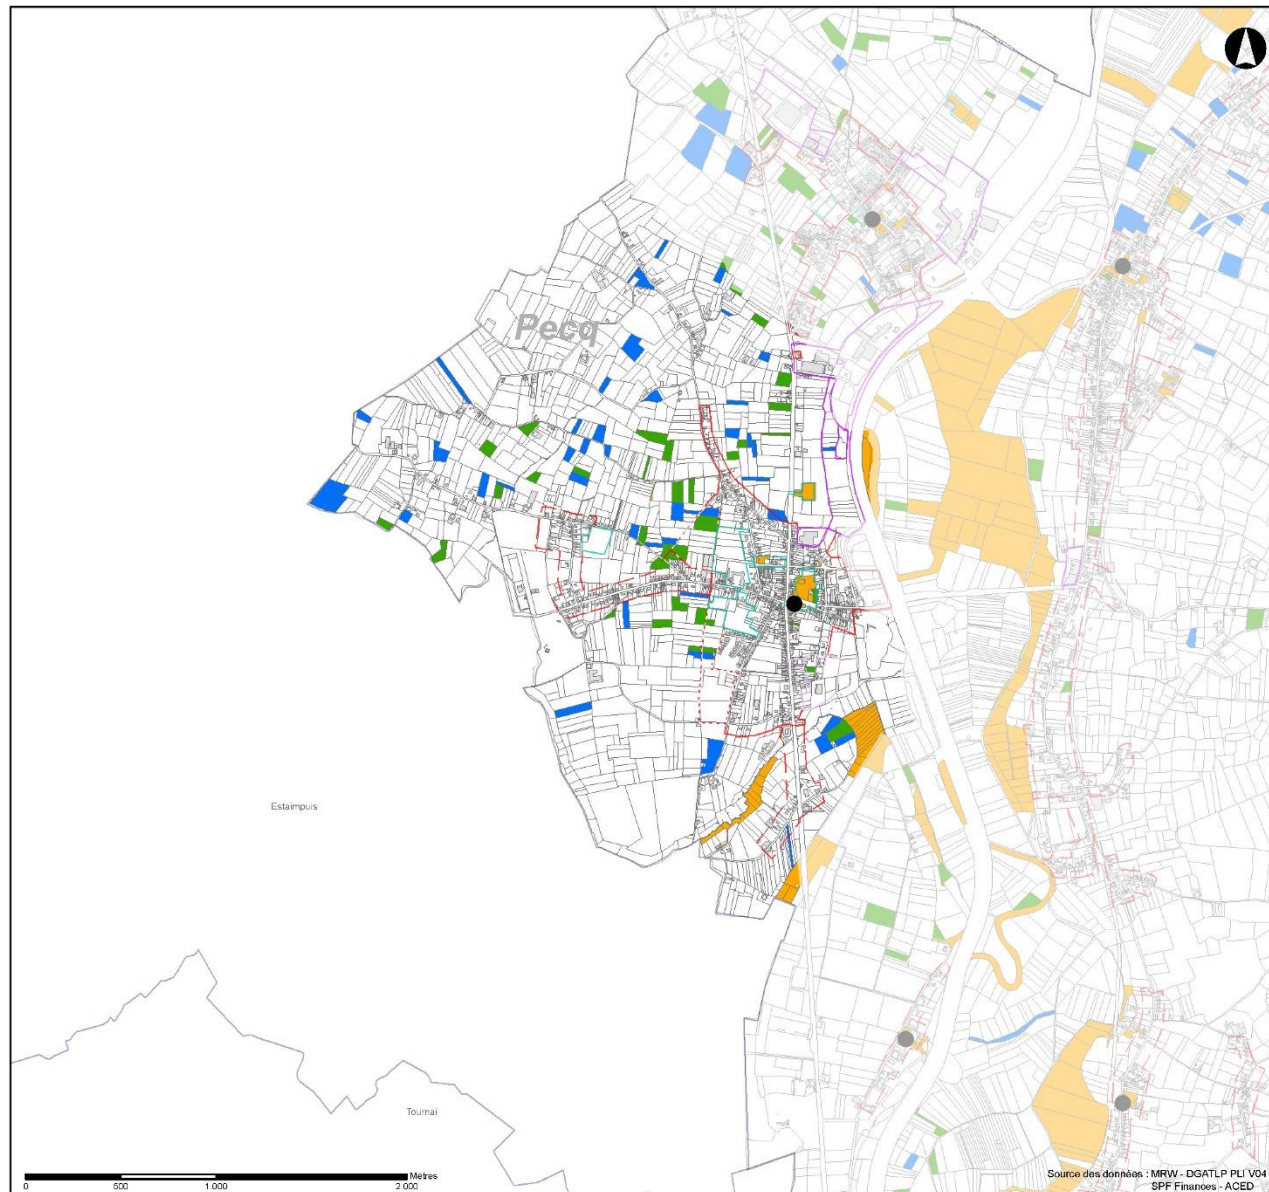 Pecq
Estaimpuis
Tournai
Mètres
0 500 1 000 2 000
Source des données : MRW - DGATLP PLI V04
SPF Finances - ACED